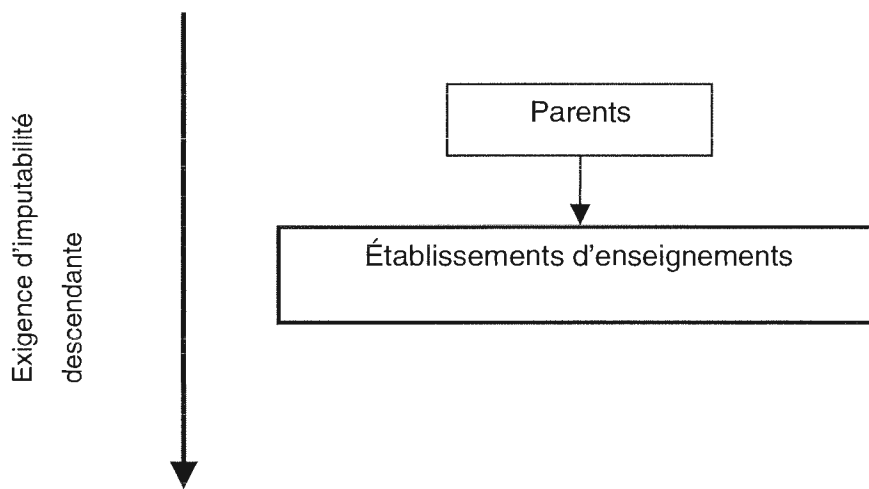 Exigence d'imputabilité
descendante
Parents
Établissements d'enseignements